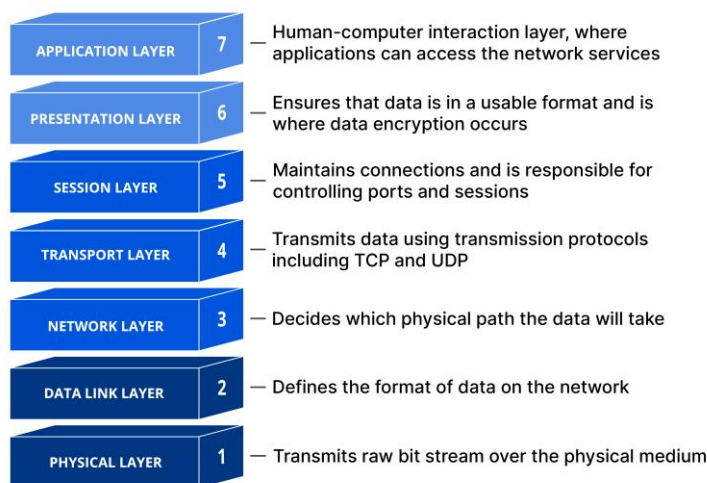 APPLICATION LAYER 7 — Human-computer interaction layer, where
applications can access the network services
PRESENTATION LAYER 6 — Ensures that data is in a usable format and is
where data encryption occurs
SESSION LAYER 5 — Maintains connections and is responsible for
controlling ports and sessions
TRANSPORT LAYER 4 — Transmits data using transmission protocols
including TCP and UDP
NETWORK LAYER 3 — Decides which physical path the data will take
DATA LINK LAYER 2 — Defines the format of data on the network
PHYSICAL LAYER 1 — Transmits raw bit stream over the physical medium